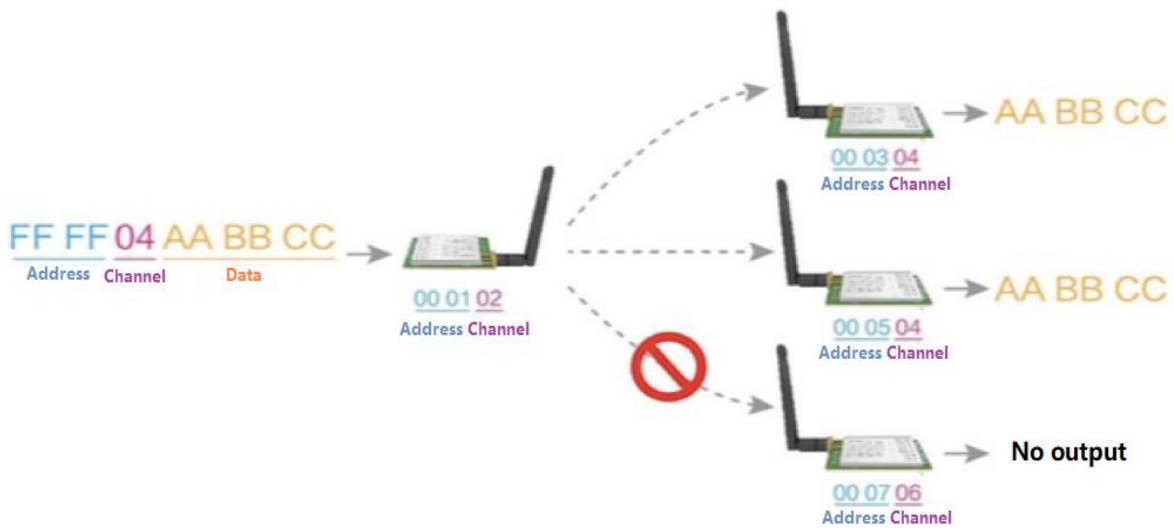 AA BB CC
00 03 04
Address Channel
FF FF 04 AA BB CC
Address Channel Data
00 01 02
Address Channel
AA BB CC
00 05 04
Address Channel
No output
00 07 06
Address Channel